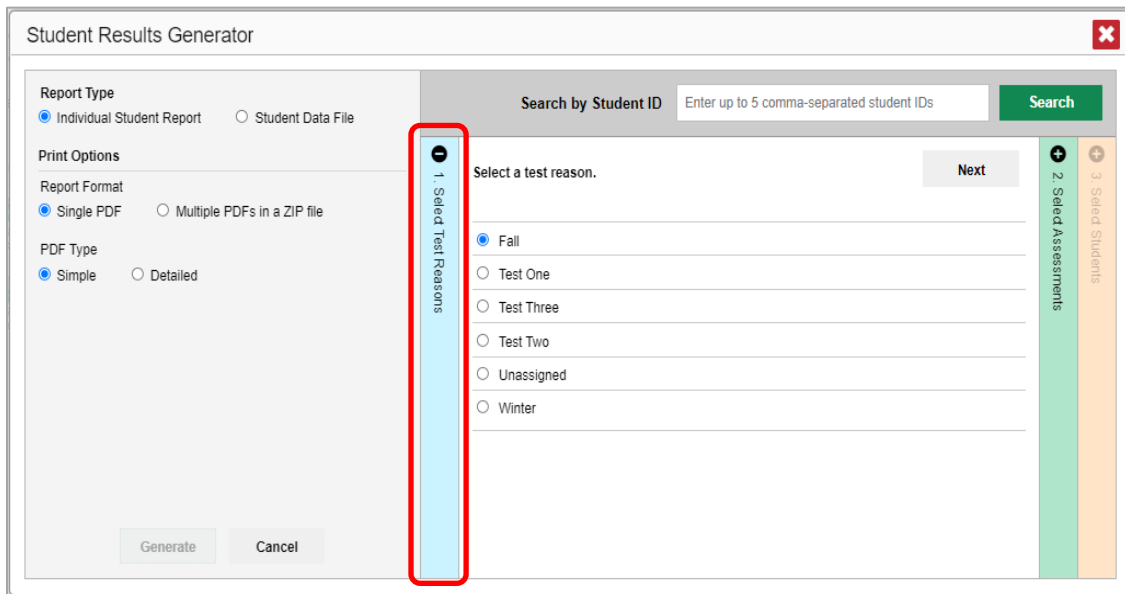 Student Results Generator
Report Type
Individual Student Report Student Data File
Print Options
Report Format
Single PDF Multiple PDFs in a ZIP file
PDF Type
Simple Detailed
Generate Cancel
Search by Student ID Enter up to 5 comma-separated student IDs Search
1. Select Test Reasons
Select a test reason. Next
Fall
Test One
Test Three
Test Two
Unassigned
Winter
2. Select Assessments
3. Select Students